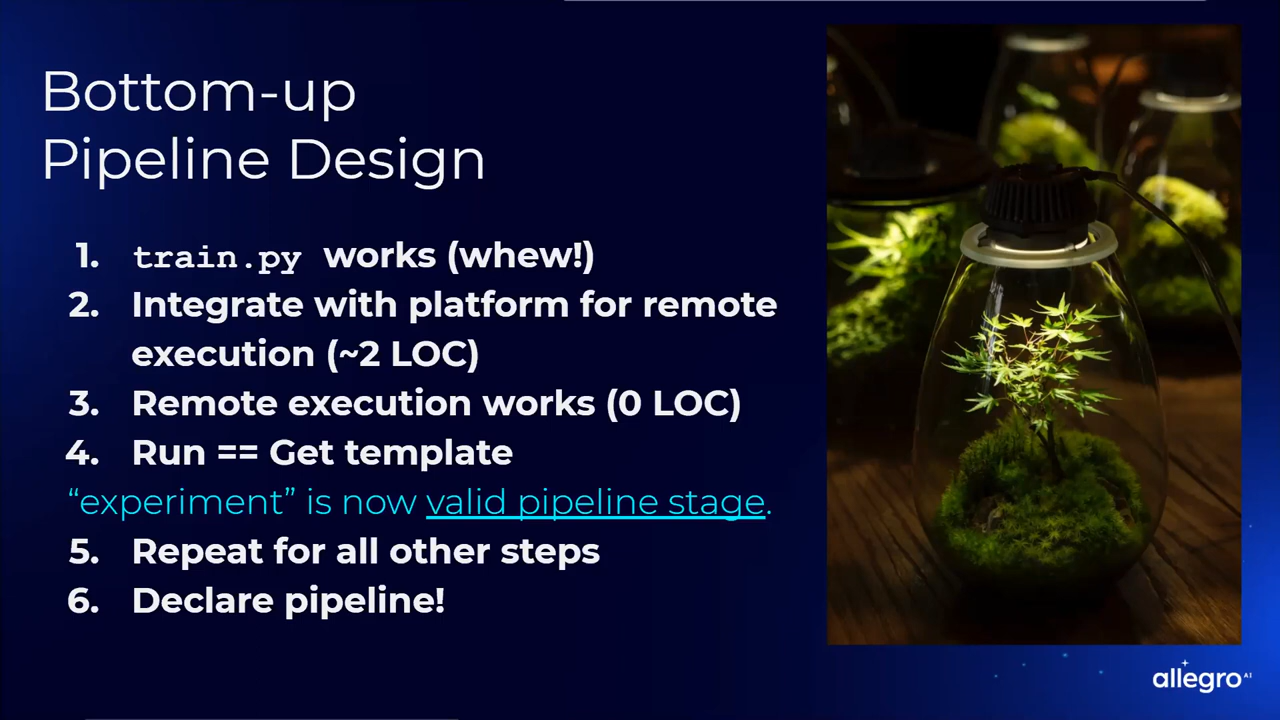 Bottom-up
Pipeline Design
1. train.py works (whew!)
2. Integrate with platform for remote
execution (~2 LOC)
3. Remote execution works (0 LOC)
4. Run == Get template
“experiment” is now valid pipeline stage.
5. Repeat for all other steps
6. Declare pipeline!
allegro AI